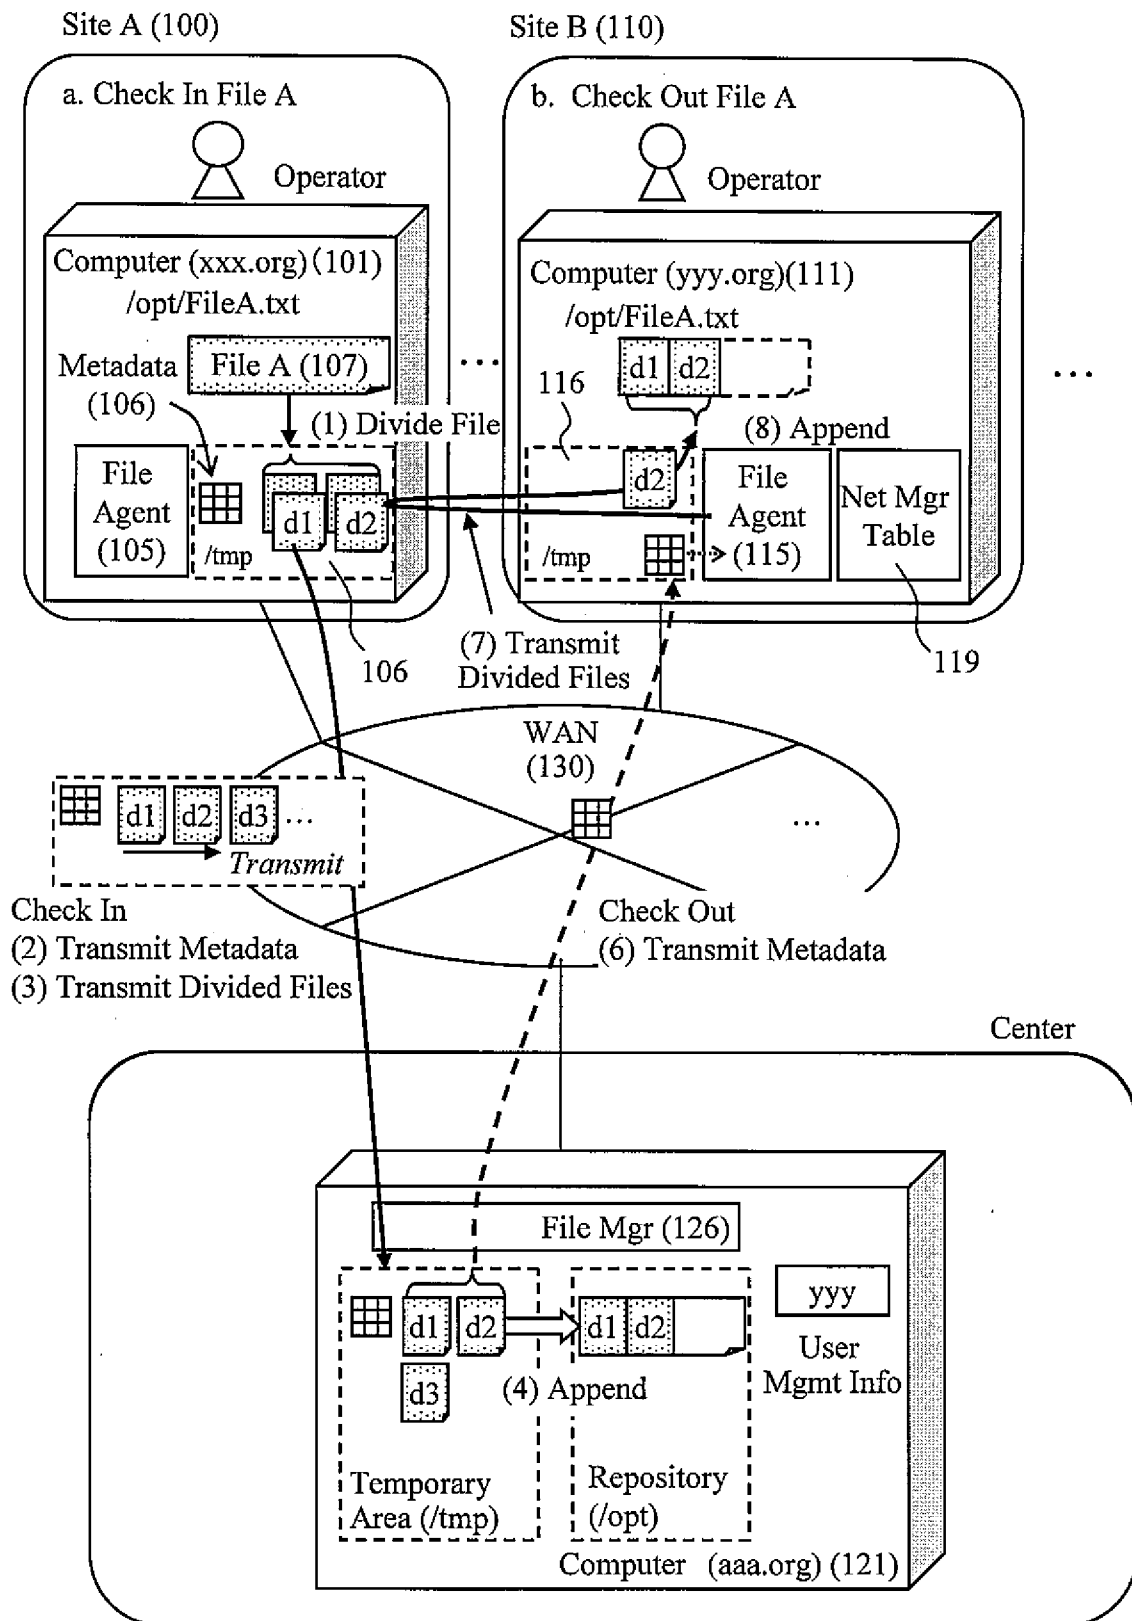 Site A (100)
Site B (110)
a. Check In File A
Operator
Computer (xxx.org) (101)
/opt/FileA.txt
Metadata
(106)
File A (107)
(1) Divide File
File
Agent
(105)
/tmp
d1
d2
106
...
b. Check Out File A
Operator
Computer (yyy.org)(111)
/opt/FileA.txt
d1
d2
116
(8) Append
d2
/tmp
File
Agent
(115)
Net Mgr
Table
119
...
(7) Transmit
Divided Files
WAN
(130)
...
d1
d2
d3
...
Transmit
Check In
(2) Transmit Metadata
(3) Transmit Divided Files
Check Out
(6) Transmit Metadata
Center
File Mgr (126)
d1
d2
d3
(4) Append
d1
d2
yyy
User
Mgmt Info
Temporary
Area (/tmp)
Repository
(/opt)
Computer (aaa.org) (121)